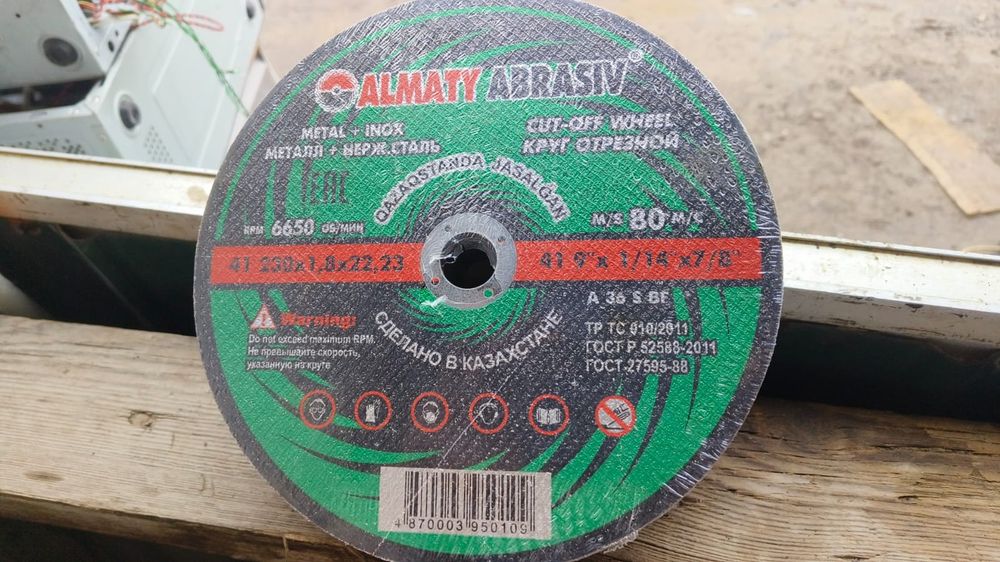 ALMATY ABRASIV®
METAL + INOX
МЕТАЛЛ + НЕРЖ.СТАЛЬ
CUT-OFF WHEEL
КРУГ ОТРЕЗНОЙ
EAC
QAZAQSTANDA JASALǴAN
RPM 6650 ОБ/МИН
M/S 80 М/С
41 230x1,8x22,23
41 9"x 1/14"x7/8"
A 36 S BF
Warning:
Do not exceed maximum RPM.
Не превышайте скорость,
указанную на круге
ТР ТС 010/2011
ГОСТ Р 52588-2011
ГОСТ 27595-88
СДЕЛАНО В КАЗАХСТАНЕ
4 870003 950109